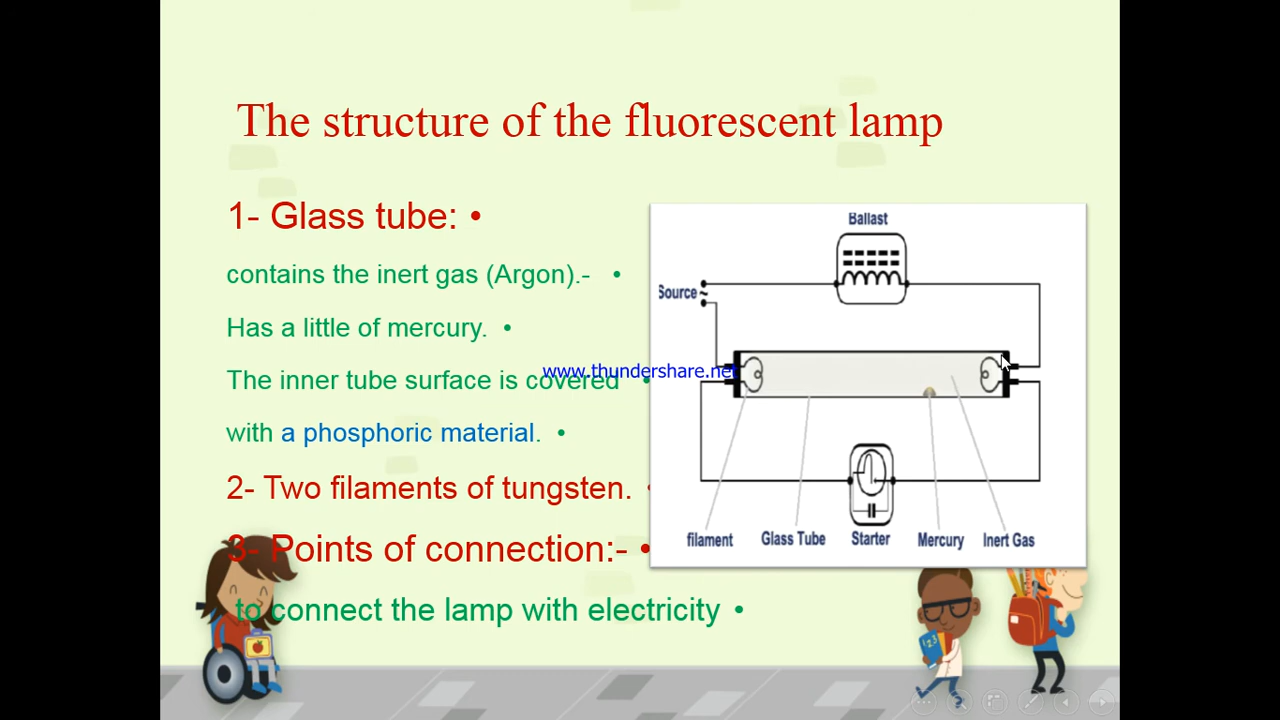 The structure of the fluorescent lamp
1- Glass tube: •
contains the inert gas (Argon).- •
Has a little of mercury. •
The inner tube surface is covered •
with a phosphoric material. •
2- Two filaments of tungsten. •
3- Points of connection:- •
to connect the lamp with electricity •
www.thundershare.net
Ballast
Source ~
filament
Glass Tube
Starter
Mercury
Inert Gas
123